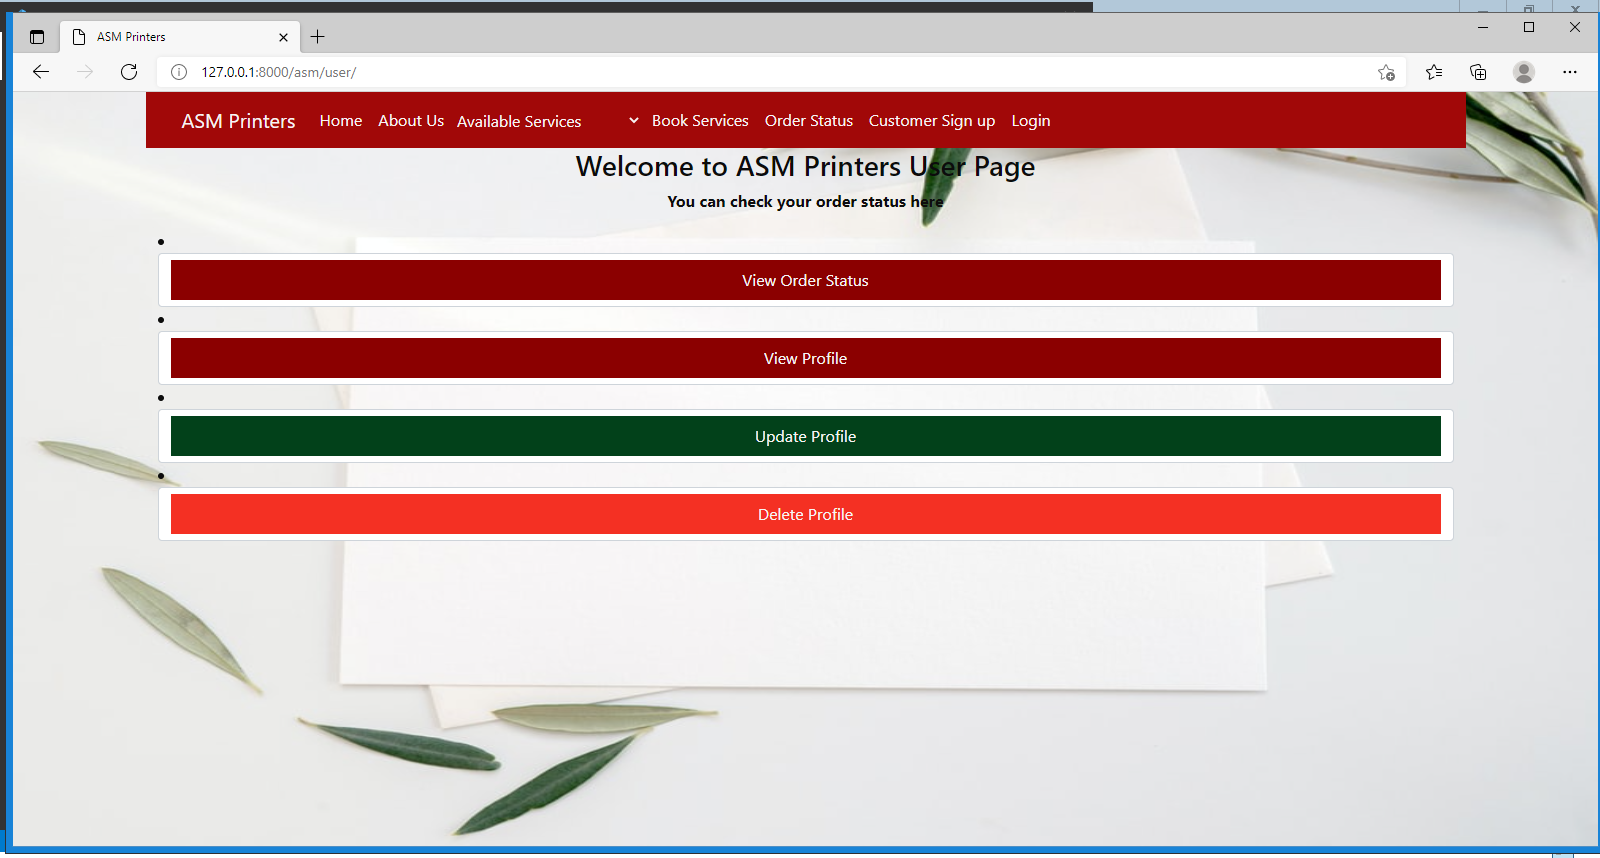 ASM Printers
127.0.0.1:8000/asm/user/
ASM Printers Home About Us Available Services Book Services Order Status Customer Sign up Login
Welcome to ASM Printers User Page
You can check your order status here
View Order Status
View Profile
Update Profile
Delete Profile